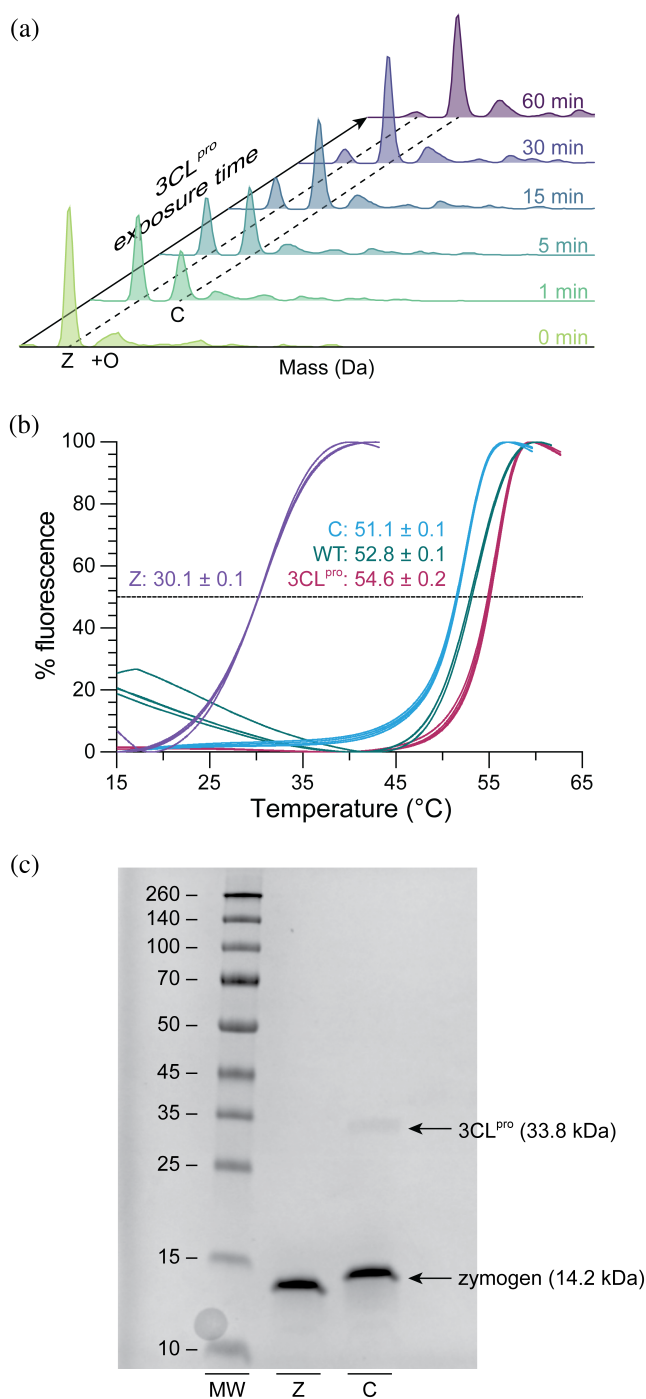 (a)
3CLpro
exposure time
60 min
30 min
15 min
5 min
1 min
0 min
C
Z +O
Mass (Da)
(b)
100
80
60
40
20
0
% fluorescence
C: 51.1 ± 0.1
WT: 52.8 ± 0.1
Z: 30.1 ± 0.1
3CLpro: 54.6 ± 0.2
15 25 35 45 55 65
Temperature (°C)
(c)
260 –
140 –
100 –
70 –
50 –
45 –
35 –
3CLpro (33.8 kDa)
25 –
15 –
zymogen (14.2 kDa)
10 –
MW Z C